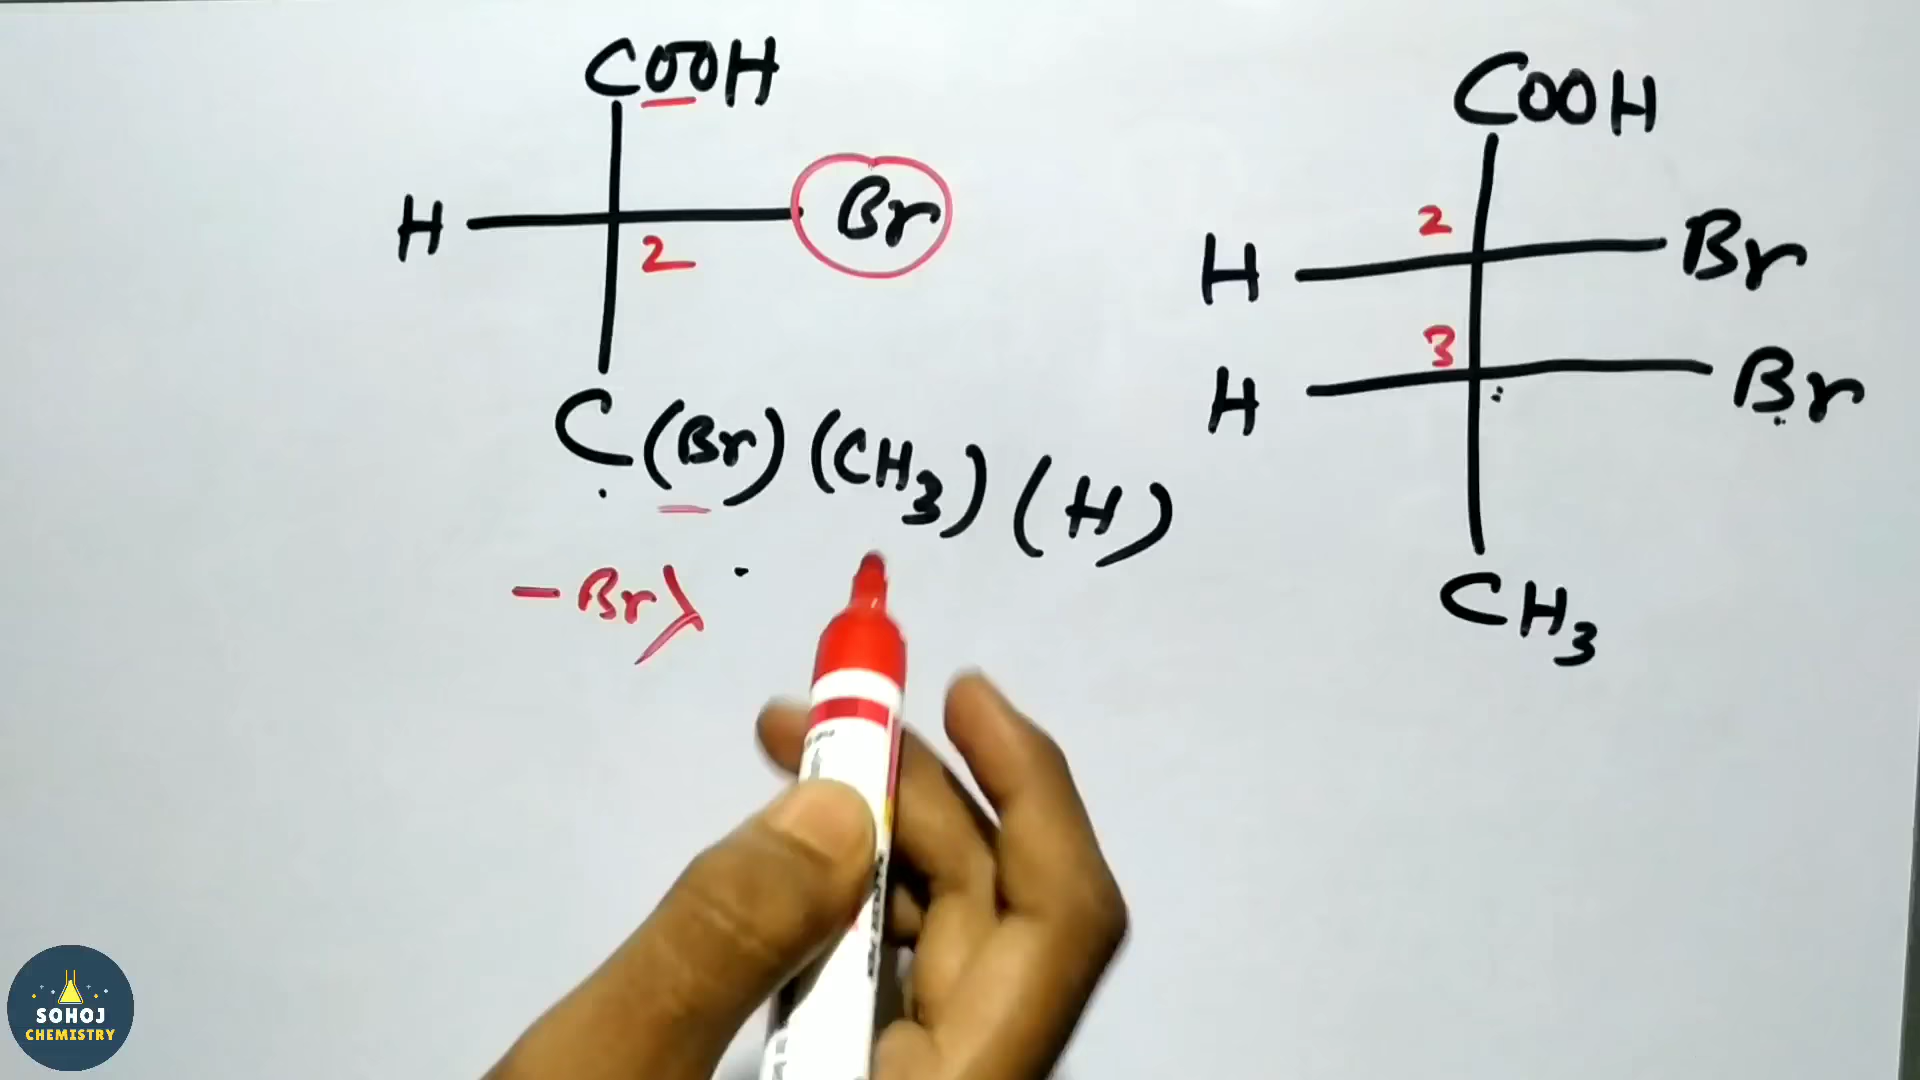 COOH
H Br
2
C(Br)(CH3)(H)
-Br>
COOH
2
H Br
3
H Br
CH3
SOHOJ
CHEMISTRY